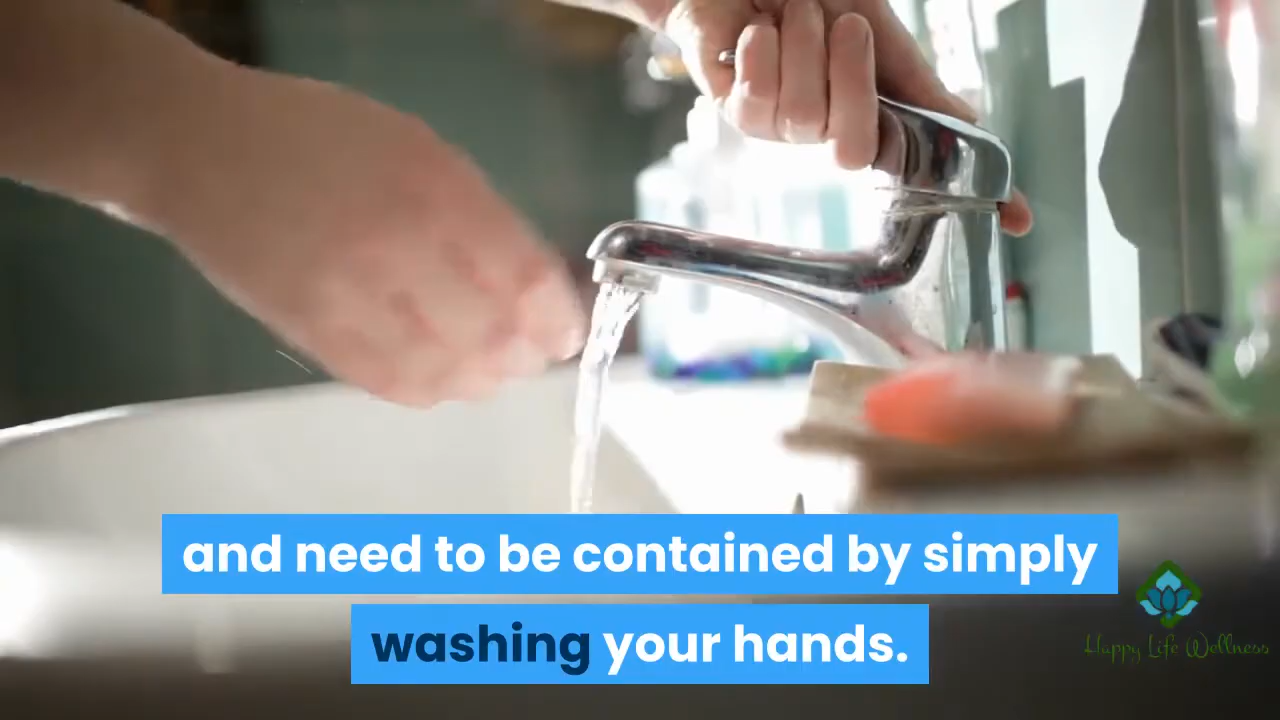 and need to be contained by simply
washing your hands.
Happy Life Wellness